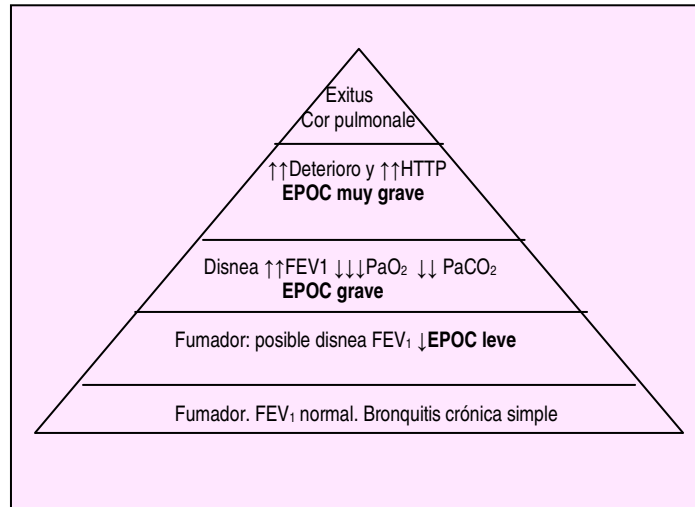 Exitus
Cor pulmonale
↑↑Deterioro y ↑↑HTTP
EPOC muy grave
Disnea ↑↑FEV1 ↓↓↓PaO₂ ↓↓ PaCO₂
EPOC grave
Fumador: posible disnea FEV₁ ↓EPOC leve
Fumador. FEV₁ normal. Bronquitis crónica simple